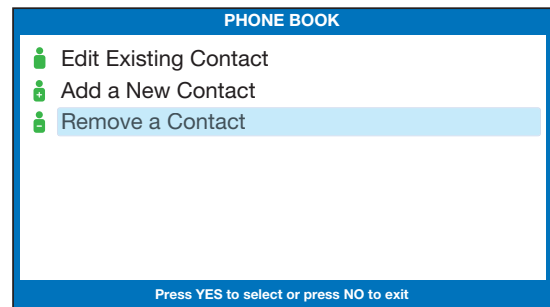 PHONE BOOK
Edit Existing Contact
Add a New Contact
Remove a Contact
Press YES to select or press NO to exit